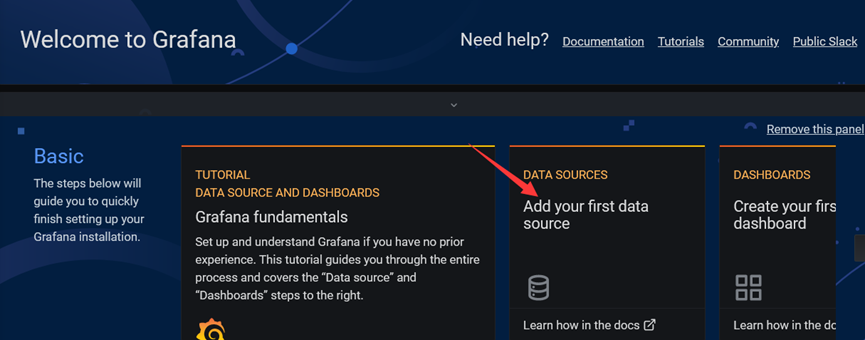 Welcome to Grafana
Need help? Documentation Tutorials Community Public Slack
Remove this panel
Basic
The steps below will
guide you to quickly
finish setting up your
Grafana installation.
TUTORIAL
DATA SOURCE AND DASHBOARDS
Grafana fundamentals
Set up and understand Grafana if you have no prior
experience. This tutorial guides you through the entire
process and covers the “Data source” and
“Dashboards” steps to the right.
DATA SOURCES
Add your first data
source
Learn how in the docs
DASHBOARDS
Create your firs
dashboard
Learn how in the do